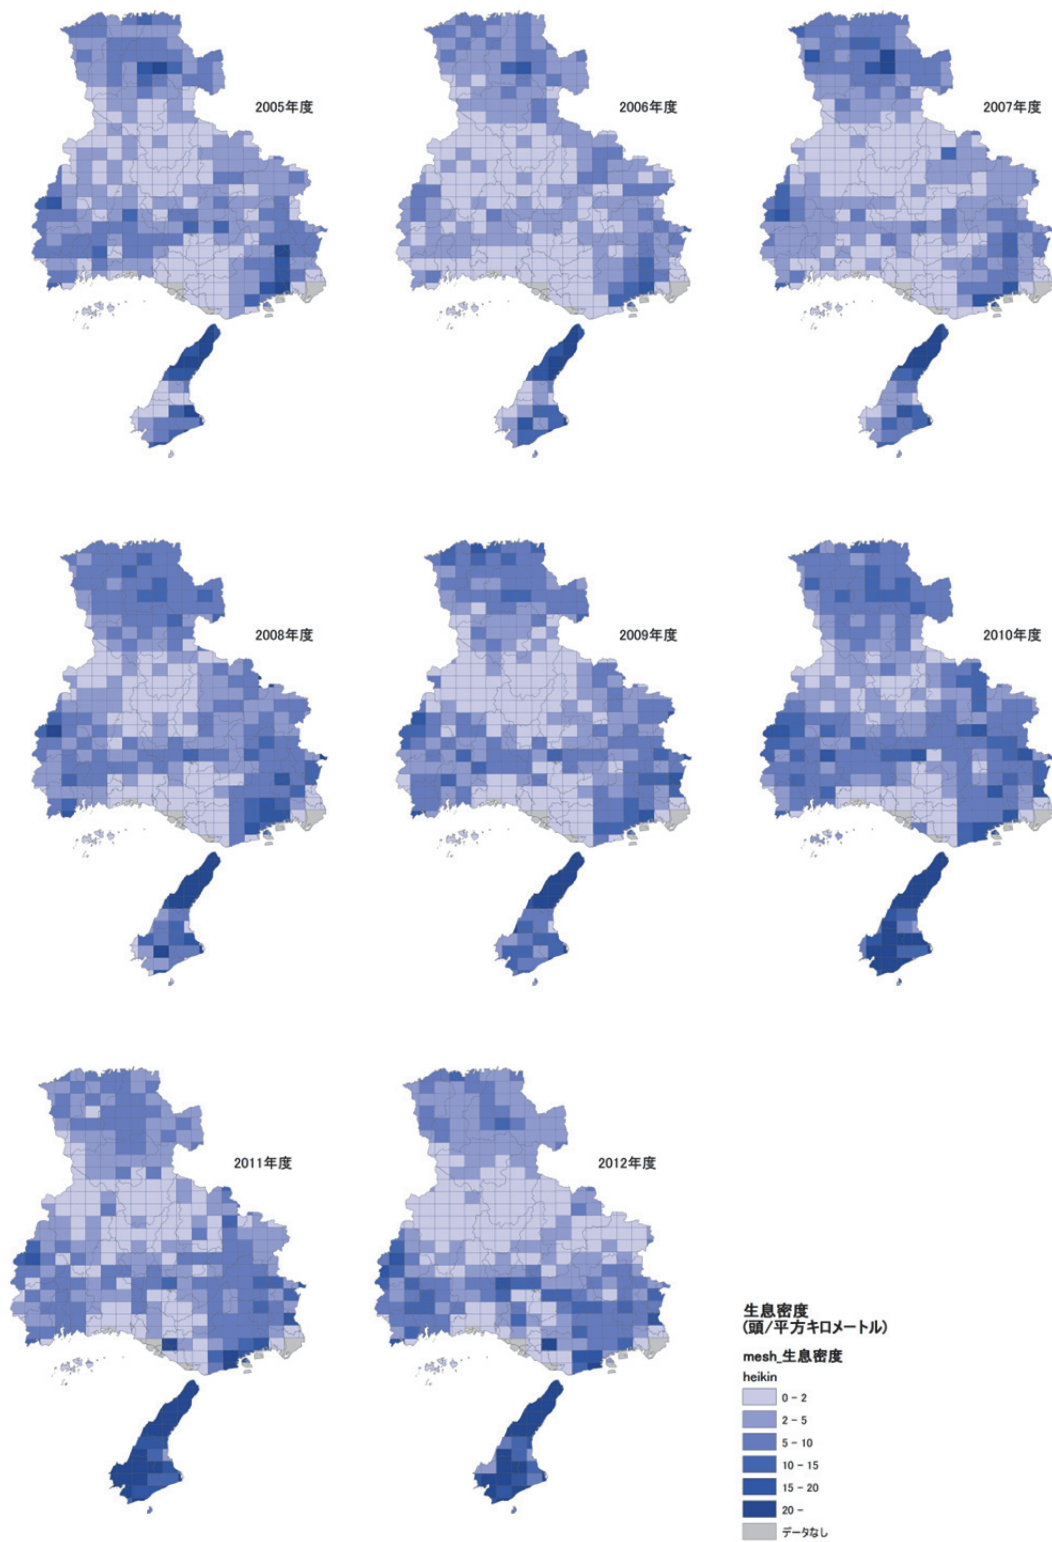 2005年度
2006年度
2007年度
2008年度
2009年度
2010年度
2011年度
2012年度
生息密度
(頭/平方キロメートル)
mesh_生息密度
heikin
0 - 2
2 - 5
5 - 10
10 - 15
15 - 20
20 -
データなし